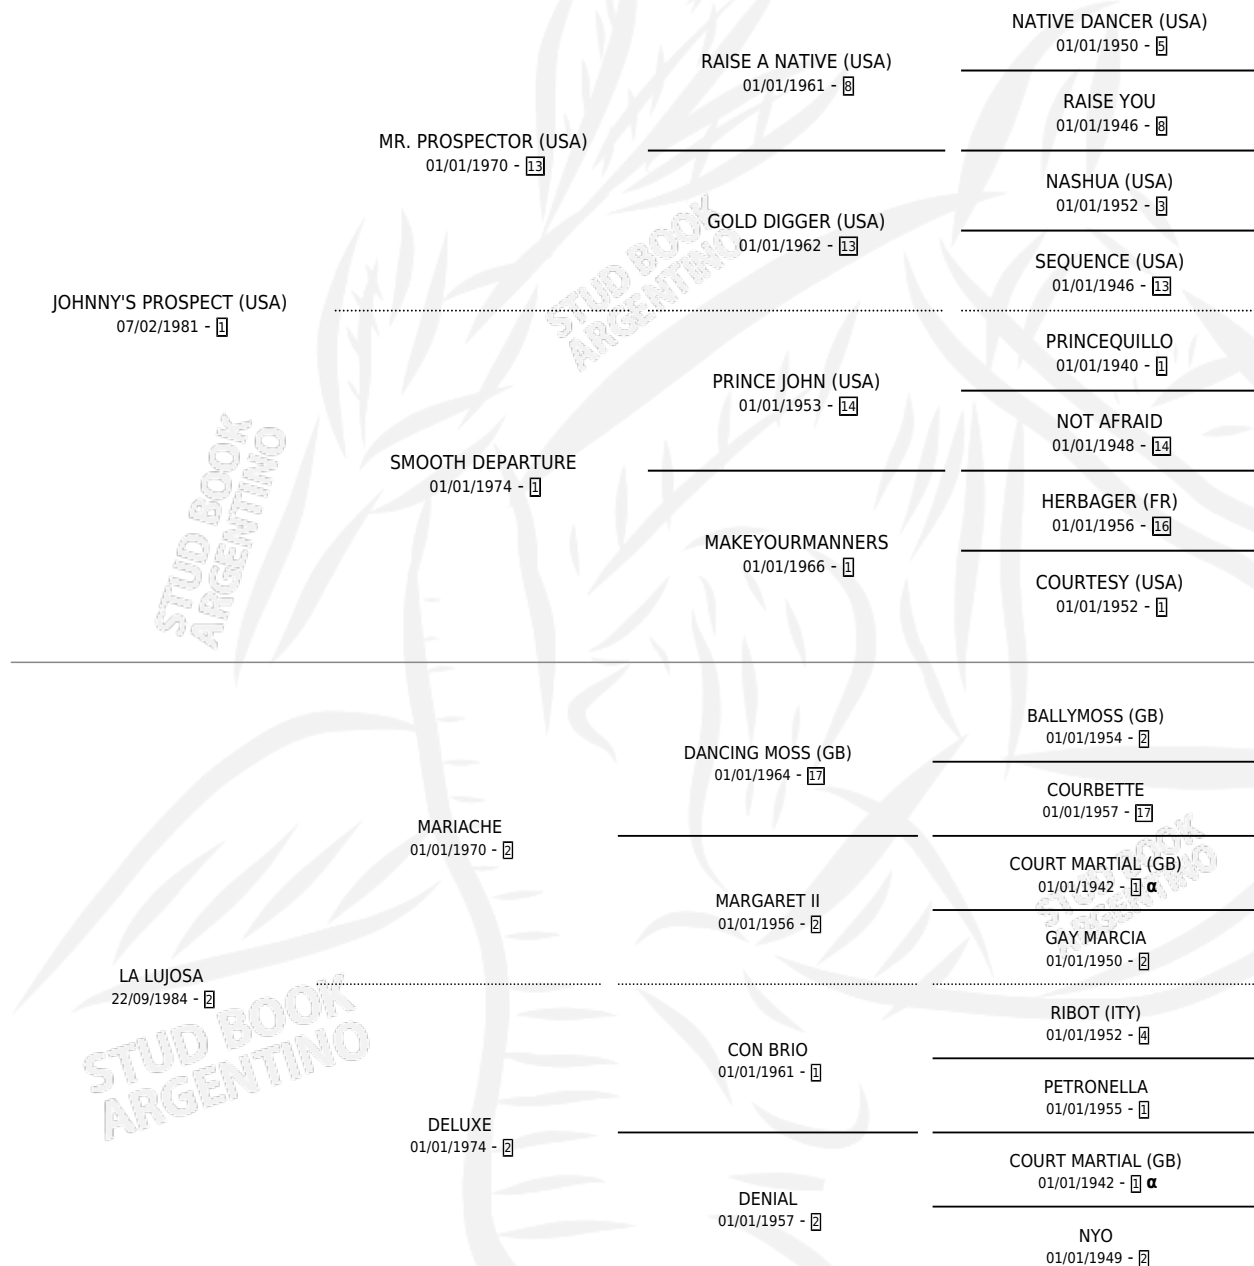 NATIVE DANCER (USA)
01/01/1950 - 5
RAISE A NATIVE (USA)
01/01/1961 - 8
RAISE YOU
01/01/1946 - 8
MR. PROSPECTOR (USA)
01/01/1970 - 13
NASHUA (USA)
01/01/1952 - 3
GOLD DIGGER (USA)
01/01/1962 - 13
SEQUENCE (USA)
01/01/1946 - 13
JOHNNY'S PROSPECT (USA)
07/02/1981 - 1
PRINCEQUILLO
01/01/1940 - 1
PRINCE JOHN (USA)
01/01/1953 - 14
NOT AFRAID
01/01/1948 - 14
SMOOTH DEPARTURE
01/01/1974 - 1
HERBAGER (FR)
01/01/1956 - 16
MAKEYOURMANNERS
01/01/1966 - 1
COURTESY (USA)
01/01/1952 - 1
BALLYMOSS (GB)
01/01/1954 - 2
DANCING MOSS (GB)
01/01/1964 - 17
COURBETTE
01/01/1957 - 17
MARIACHE
01/01/1970 - 2
COURT MARTIAL (GB)
01/01/1942 - 1 α
MARGARET II
01/01/1956 - 2
GAY MARCIA
01/01/1950 - 2
LA LUJOSA
22/09/1984 - 2
RIBOT (ITY)
01/01/1952 - 4
CON BRIO
01/01/1961 - 1
PETRONELLA
01/01/1955 - 1
DELUXE
01/01/1974 - 2
COURT MARTIAL (GB)
01/01/1942 - 1 α
DENIAL
01/01/1957 - 2
NYO
01/01/1949 - 2
STUD BOOK
ARGENTINO
STUD BOOK
ARGENTINO
STUD BOOK
ARGENTINO
STUD BOOK
ARGENTINO